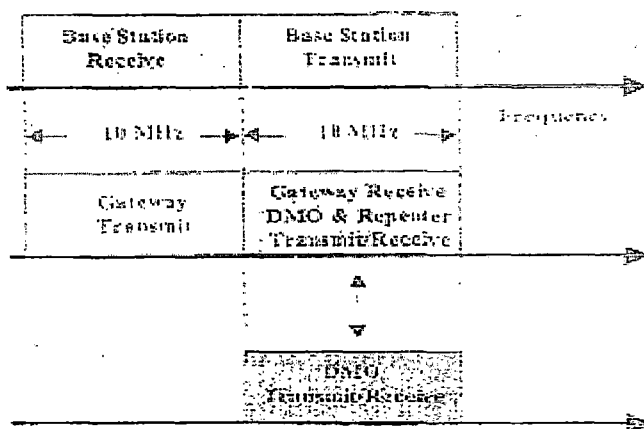 Base Station
Receive
Base Station
Transmit
Frequency
10 MHz
10 MHz
Gateway
Transmit
Gateway Receive
DMO & Repeater
Transmit/Receive
DMO
Transmit/Receive